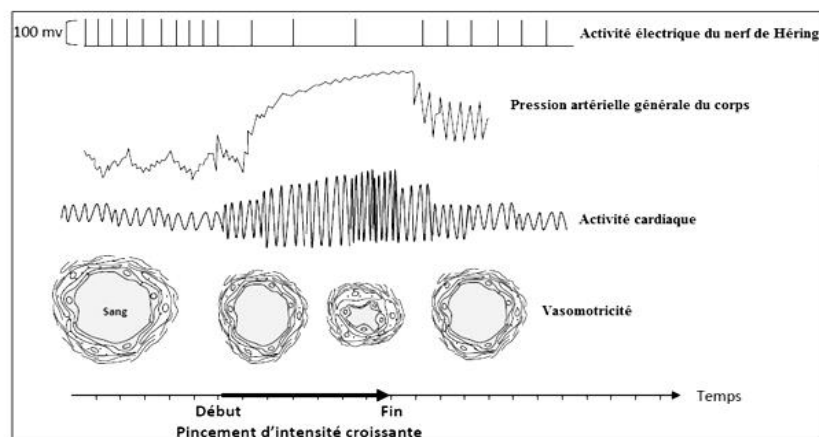 100 mv
Activité électrique du nerf de Héring
Pression artérielle générale du corps
Activité cardiaque
Sang
Vasomotricité
Temps
Début
Fin
Pincement d'intensité croissante